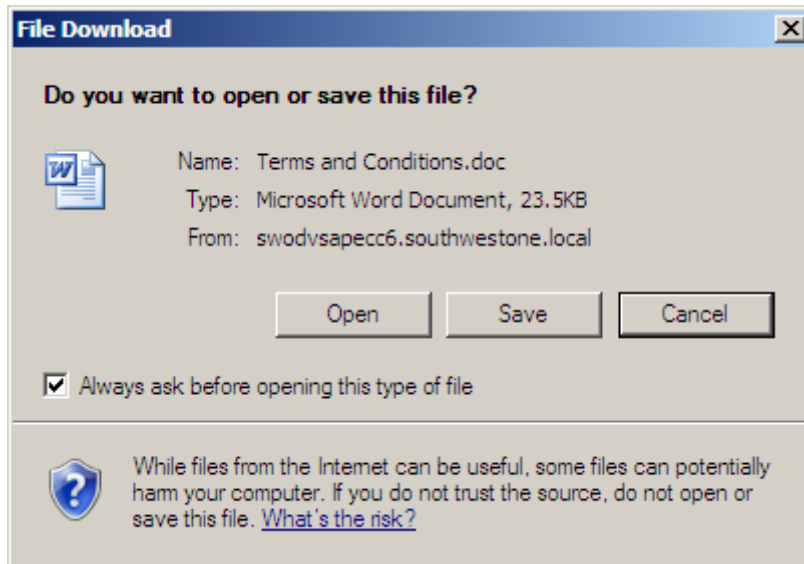 File Download
Do you want to open or save this file?
Name: Terms and Conditions.doc
Type: Microsoft Word Document, 23.5KB
From: swodvsapecc6.southwestone.local
Open Save Cancel
Always ask before opening this type of file
While files from the Internet can be useful, some files can potentially
harm your computer. If you do not trust the source, do not open or
save this file. What's the risk?